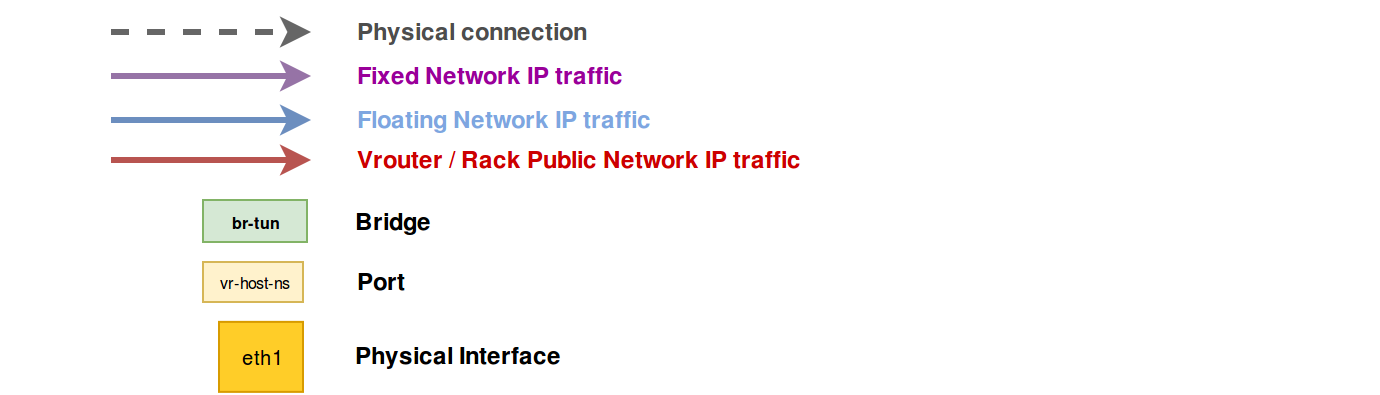 Physical connection
Fixed Network IP traffic
Floating Network IP traffic
Vrouter / Rack Public Network IP traffic
br-tun Bridge
vr-host-ns Port
eth1 Physical Interface